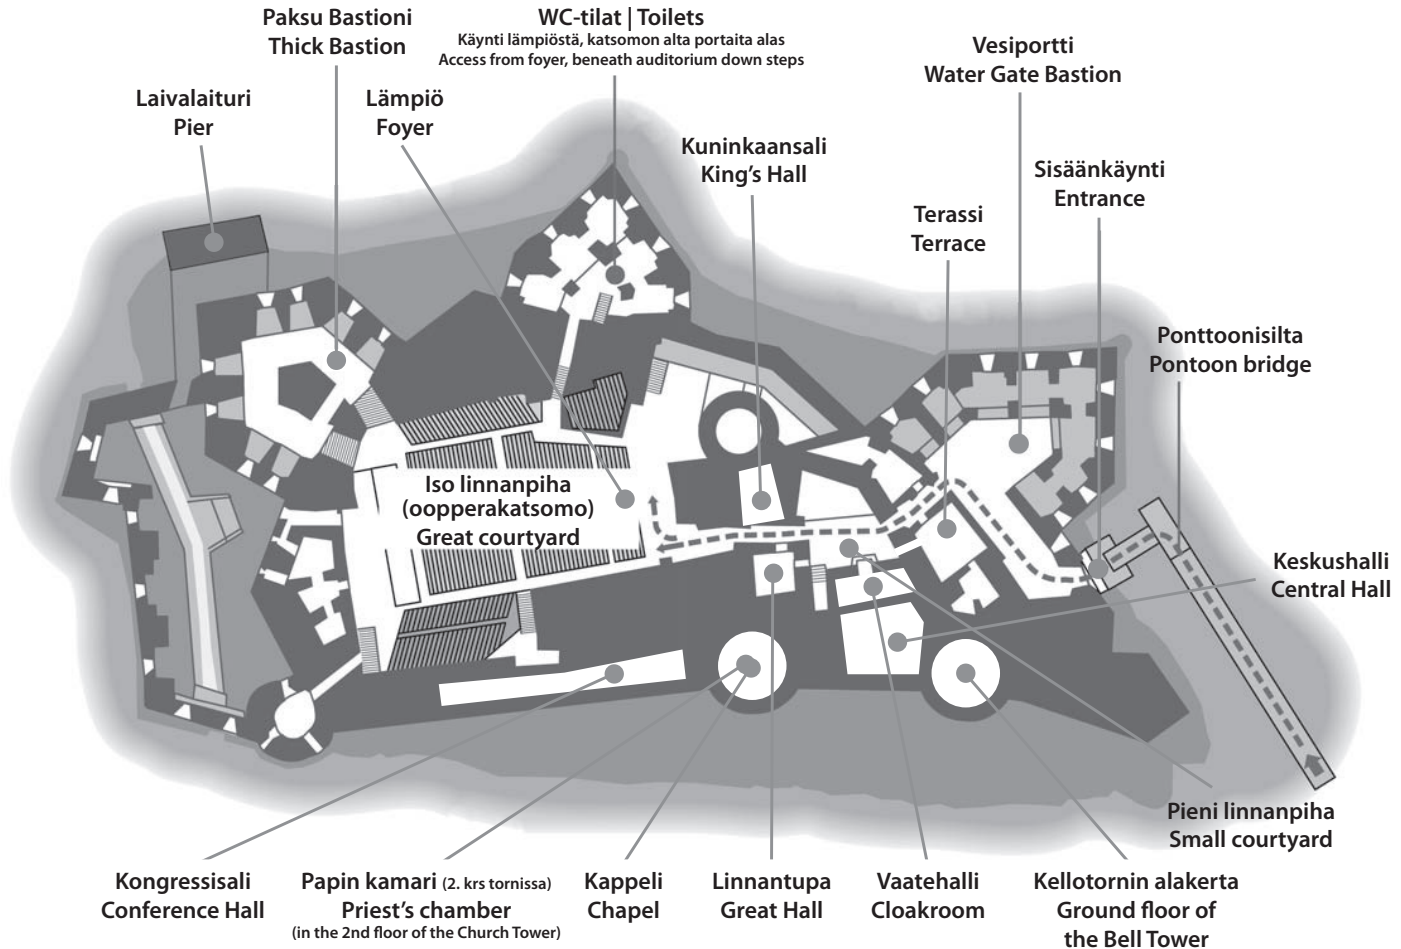 Paksu Bastioni
Thick Bastion
WC-tilat | Toilets
Käynti lämpiöstä, katsomon alta portaita alas
Access from foyer, beneath auditorium down steps
Vesiportti
Water Gate Bastion
Laivalaituri
Pier
Lämpiö
Foyer
Kuninkaansali
King's Hall
Sisäänkäynti
Entrance
Terassi
Terrace
Ponttoonisilta
Pontoon bridge
Iso linnanpiha
(oopperakatsomo)
Great courtyard
Keskushalli
Central Hall
Pieni linnanpiha
Small courtyard
Kongressisali
Conference Hall
Papin kamari (2. krs tornissa)
Priest's chamber
(in the 2nd floor of the Church Tower)
Kappeli
Chapel
Linnantupa
Great Hall
Vaatehalli
Cloakroom
Kellotornin alakerta
Ground floor of
the Bell Tower